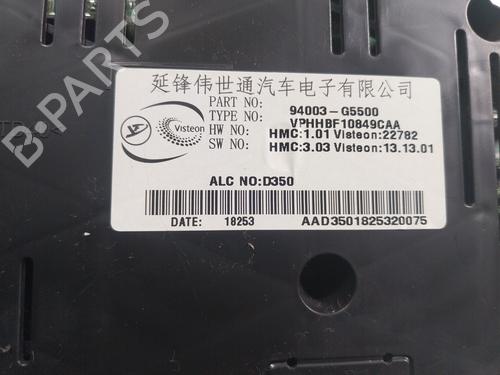 延锋伟世通汽车电子有限公司
PART NO: 94003-G5500
TYPE NO: VPHHBF10849CAA
HW NO: HMC:1.01 Visteon:22782
SW NO: HMC:3.03 Visteon:13.13.01
Visteon
ALC NO:D350
DATE: 18253 AAD3501825320075
B-PARTS